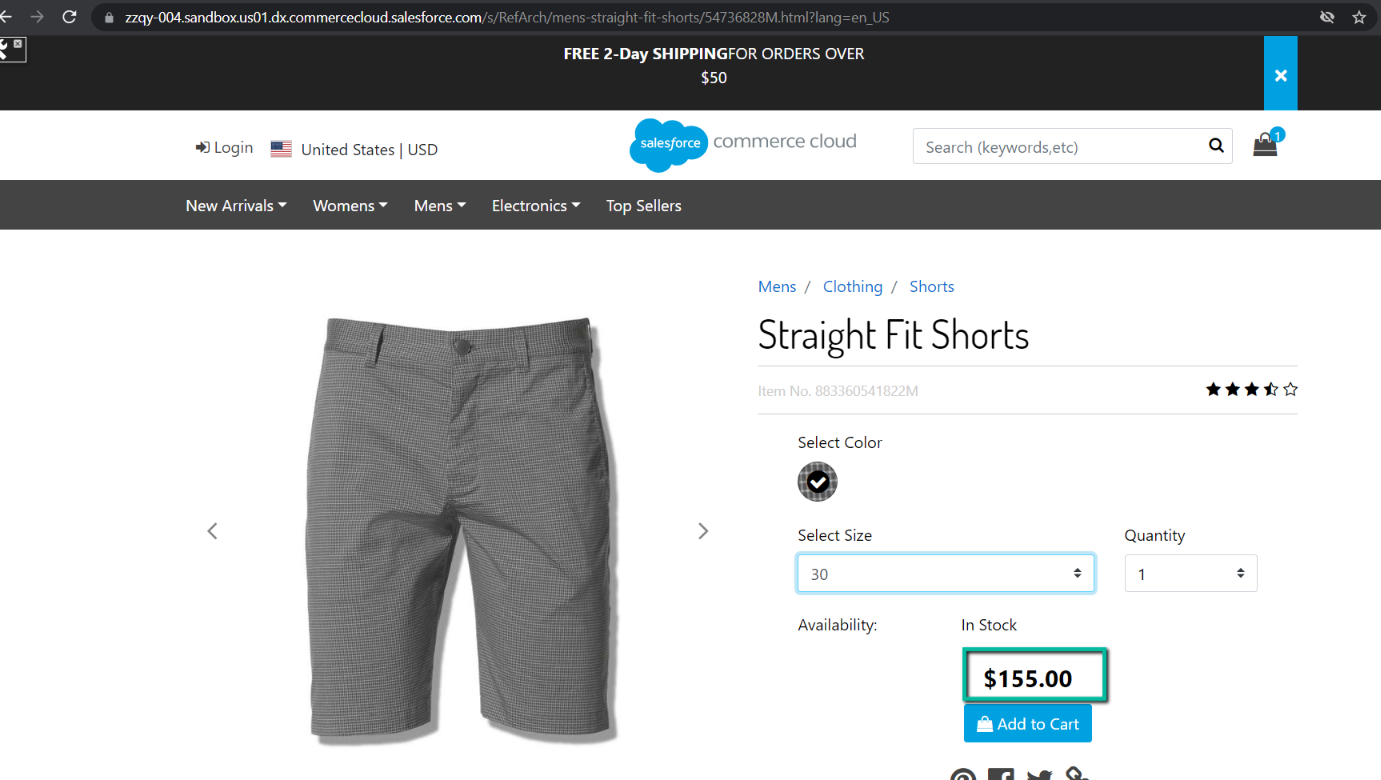 zzqy-004.sandbox.us01.dx.commercecloud.salesforce.com/s/RefArch/mens-straight-fit-shorts/54736828M.html?lang=en_US
FREE 2-Day SHIPPINGFOR ORDERS OVER
$50
Login United States | USD
salesforce commerce cloud
Search (keywords,etc)
1
New Arrivals Womens Mens Electronics Top Sellers
Mens / Clothing / Shorts
Straight Fit Shorts
Item No. 883360541822M
Select Color
Select Size Quantity
30 1
Availability: In Stock
$155.00
Add to Cart